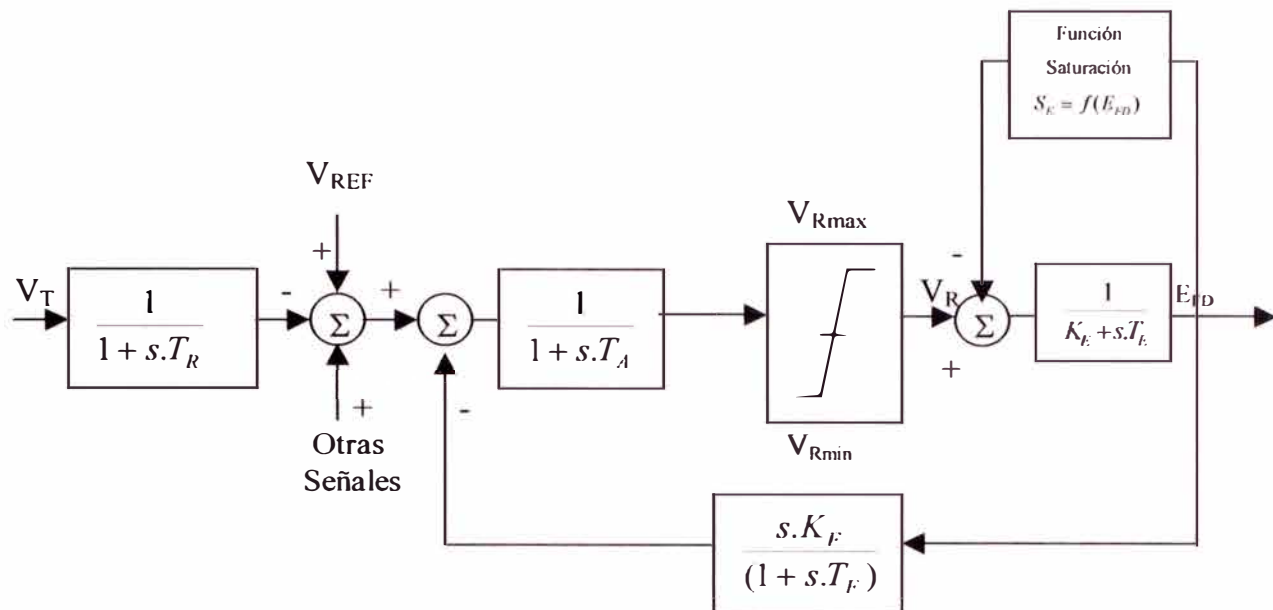 Función
Saturación
S_E = f(E_FD)
V_REF
V_Rmax
V_T
1
1 + s.T_R
-
+
+
Σ
+
Σ
-
1
1 + s.T_A
V_R
-
+
Σ
1
K_E + s.T_E
E_FD
Otras
Señales
V_Rmin
s.K_F
(1 + s.T_F)